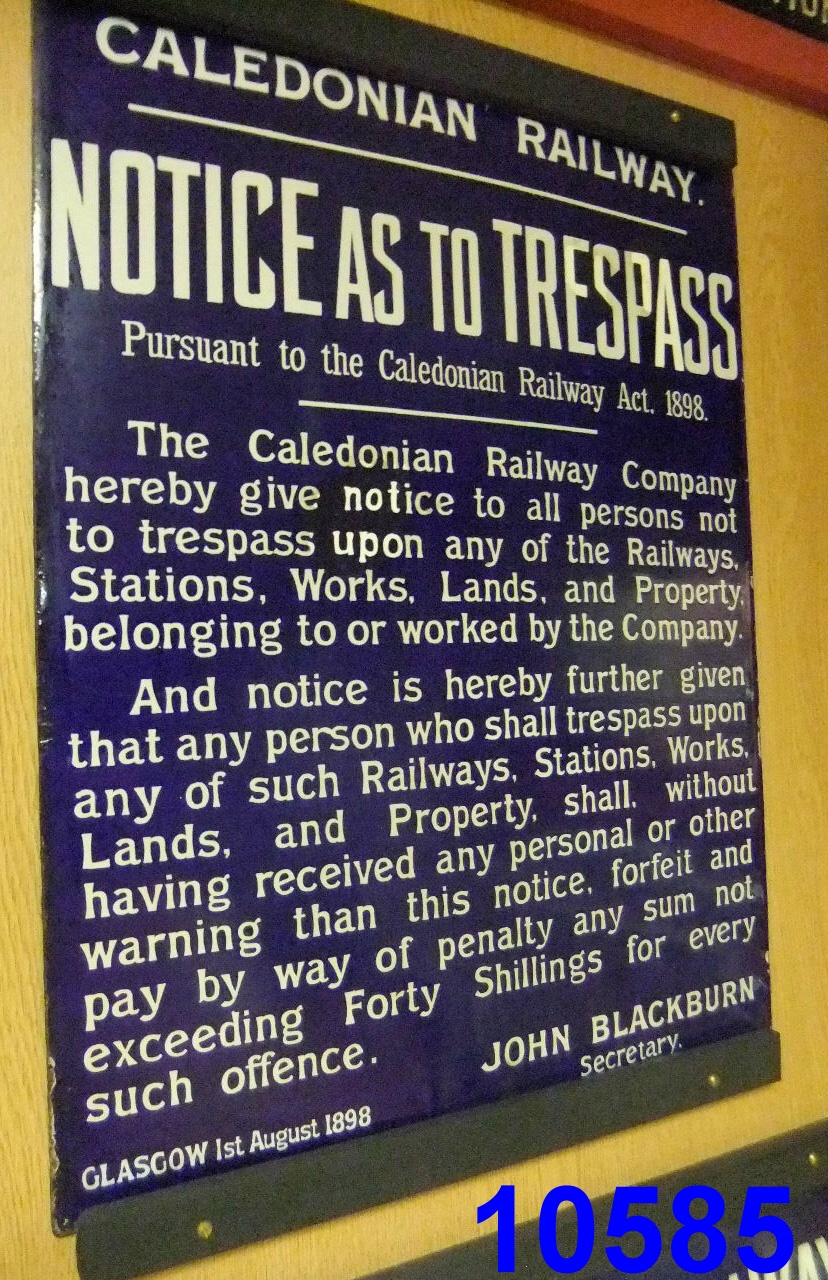 CALEDONIAN RAILWAY.
NOTICE AS TO TRESPASS
Pursuant to the Caledonian Railway Act. 1898.
The Caledonian Railway Company
hereby give notice to all persons not
to trespass upon any of the Railways,
Stations, Works, Lands, and Property,
belonging to or worked by the Company.
And notice is hereby further given
that any person who shall trespass upon
any of such Railways, Stations, Works,
Lands, and Property, shall, without
having received any personal or other
warning than this notice, forfeit and
pay by way of penalty any sum not
exceeding Forty Shillings for every
such offence.
JOHN BLACKBURN
Secretary.
GLASGOW 1st August 1898
10585